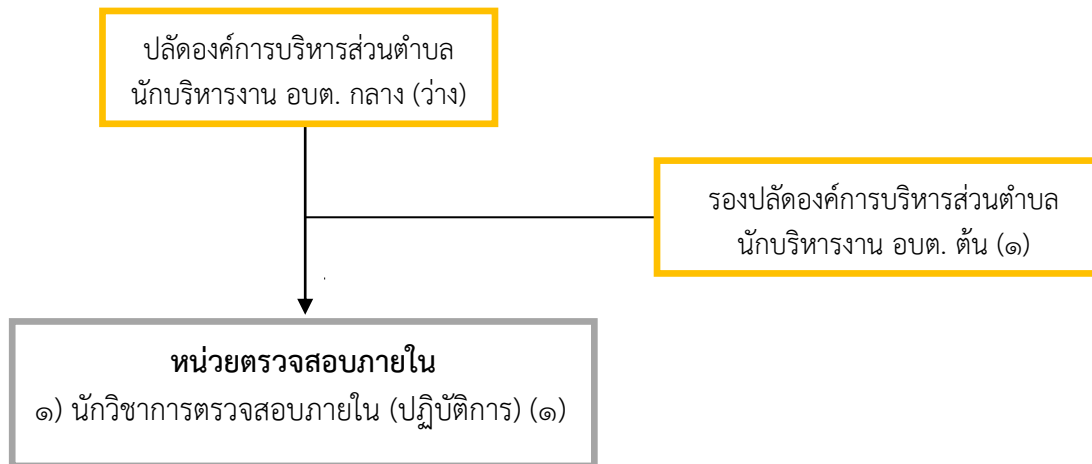 ปลัดองค์การบริหารส่วนตำบล
นักบริหารงาน อบต. กลาง (ว่าง)
รองปลัดองค์การบริหารส่วนตำบล
นักบริหารงาน อบต. ต้น (๑)
หน่วยตรวจสอบภายใน
๑) นักวิชาการตรวจสอบภายใน (ปฏิบัติการ) (๑)